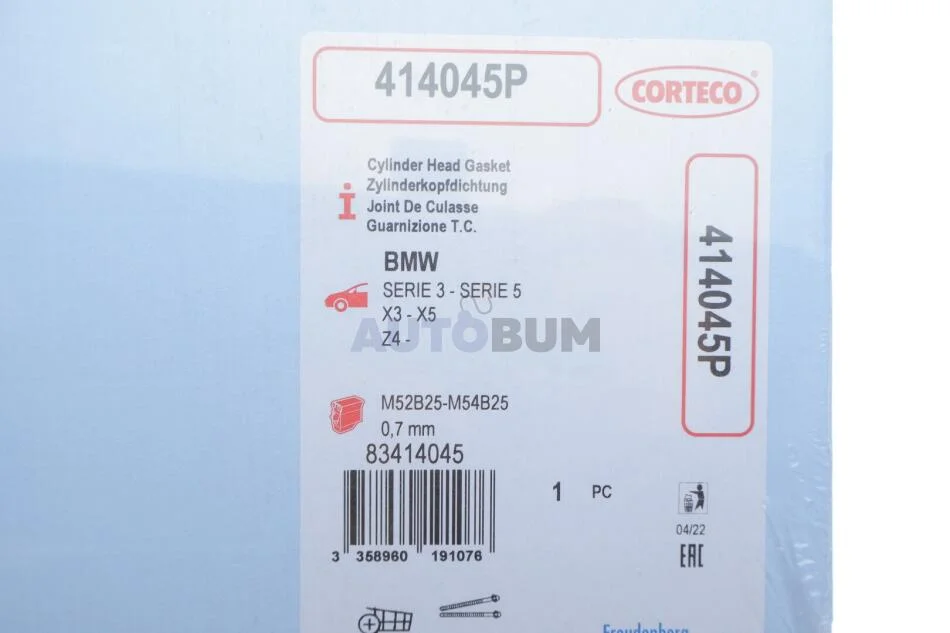 414045P
CORTECO®
Cylinder Head Gasket
Zylinderkopfdichtung
Joint De Culasse
Guarnizione T.C.
BMW
SERIE 3 - SERIE 5
X3 - X5
Z4 -
AUTOBUM
414045P
M52B25-M54B25
0,7 mm
83414045
1 PC
3 358960 191076
04/22
EAC
Freudenberg